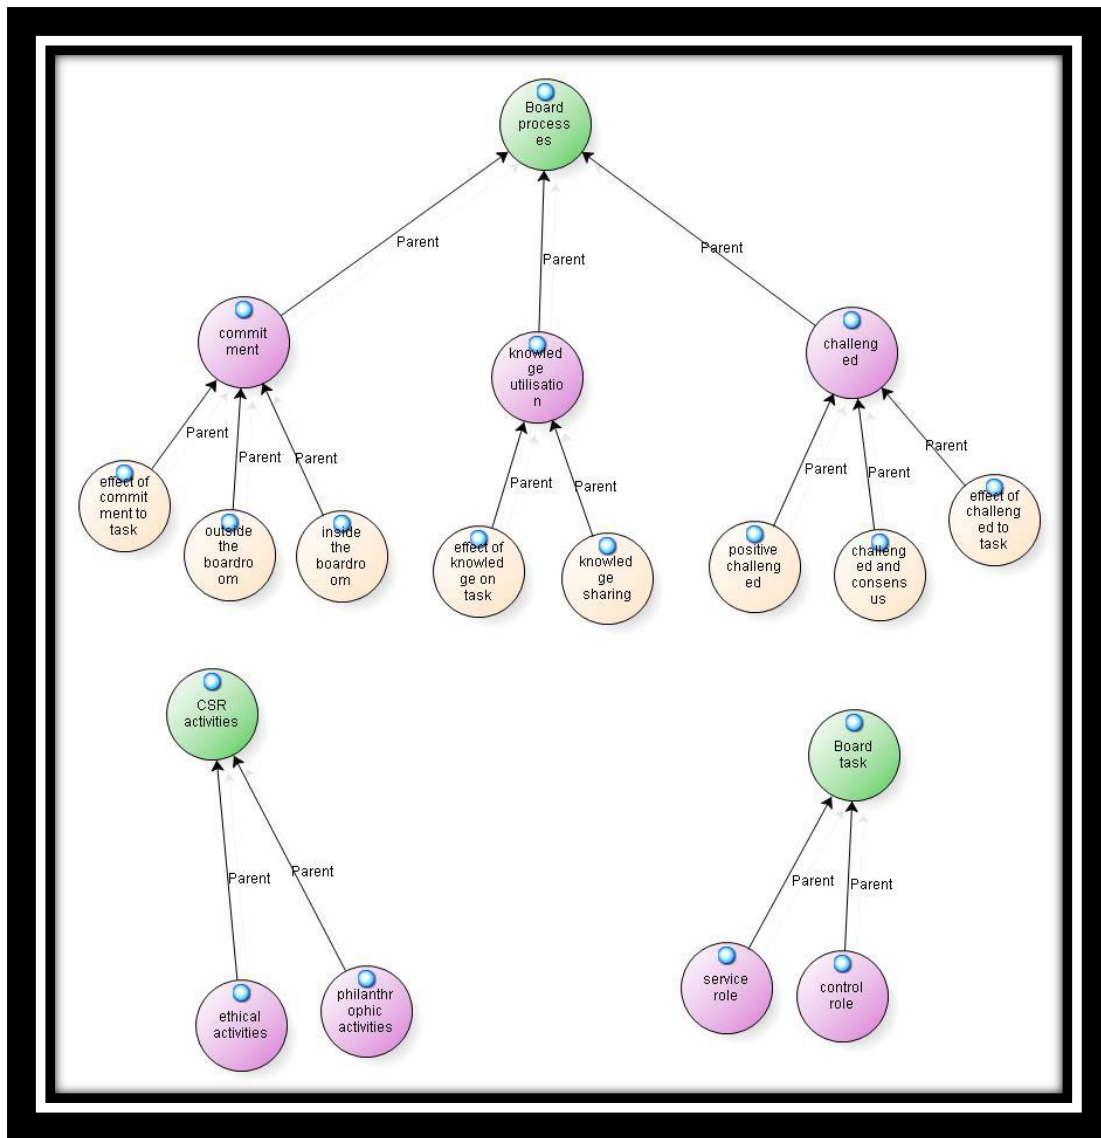 Board
process
es
Parent
Parent
Parent
commit
ment
knowled
ge
utilisatio
n
challeng
ed
Parent
Parent
Parent
Parent
Parent
Parent
Parent
Parent
effect of
commit
ment to
task
outside
the
boardro
om
inside
the
boardro
om
effect of
knowled
ge on
task
knowled
ge
sharing
positive
challeng
ed
challeng
ed and
consens
us
effect of
challeng
ed to
task
CSR
activities
Board
task
Parent
Parent
Parent
Parent
ethical
activities
philanthr
ophic
activities
service
role
control
role